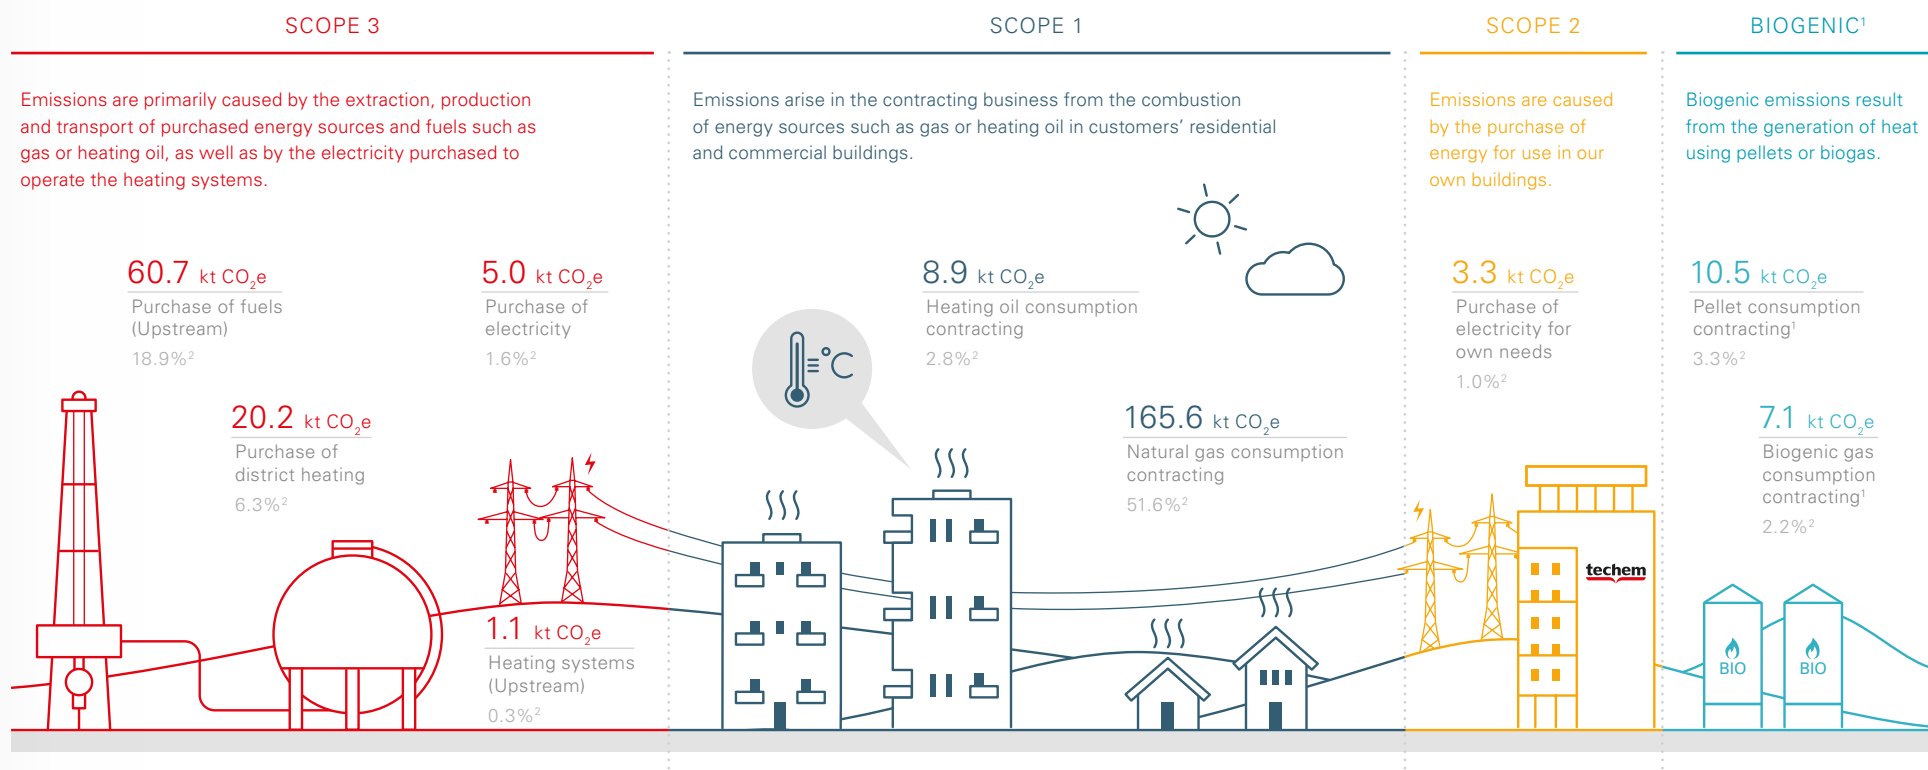 SCOPE 3
Emissions are primarily caused by the extraction, production
and transport of purchased energy sources and fuels such as
gas or heating oil, as well as by the electricity purchased to
operate the heating systems.
60.7 kt CO₂e
Purchase of fuels
(Upstream)
18.9%²
5.0 kt CO₂e
Purchase of
electricity
1.6%²
20.2 kt CO₂e
Purchase of
district heating
6.3%²
1.1 kt CO₂e
Heating systems
(Upstream)
0.3%²
SCOPE 1
Emissions arise in the contracting business from the combustion
of energy sources such as gas or heating oil in customers’ residential
and commercial buildings.
8.9 kt CO₂e
Heating oil consumption
contracting
2.8%²
°C
165.6 kt CO₂e
Natural gas consumption
contracting
51.6%²
SCOPE 2
Emissions are caused
by the purchase of
energy for use in our
own buildings.
3.3 kt CO₂e
Purchase of
electricity for
own needs
1.0%²
techem
BIOGENIC¹
Biogenic emissions result
from the generation of heat
using pellets or biogas.
10.5 kt CO₂e
Pellet consumption
contracting¹
3.3%²
7.1 kt CO₂e
Biogenic gas
consumption
contracting¹
2.2%²
BIO
BIO